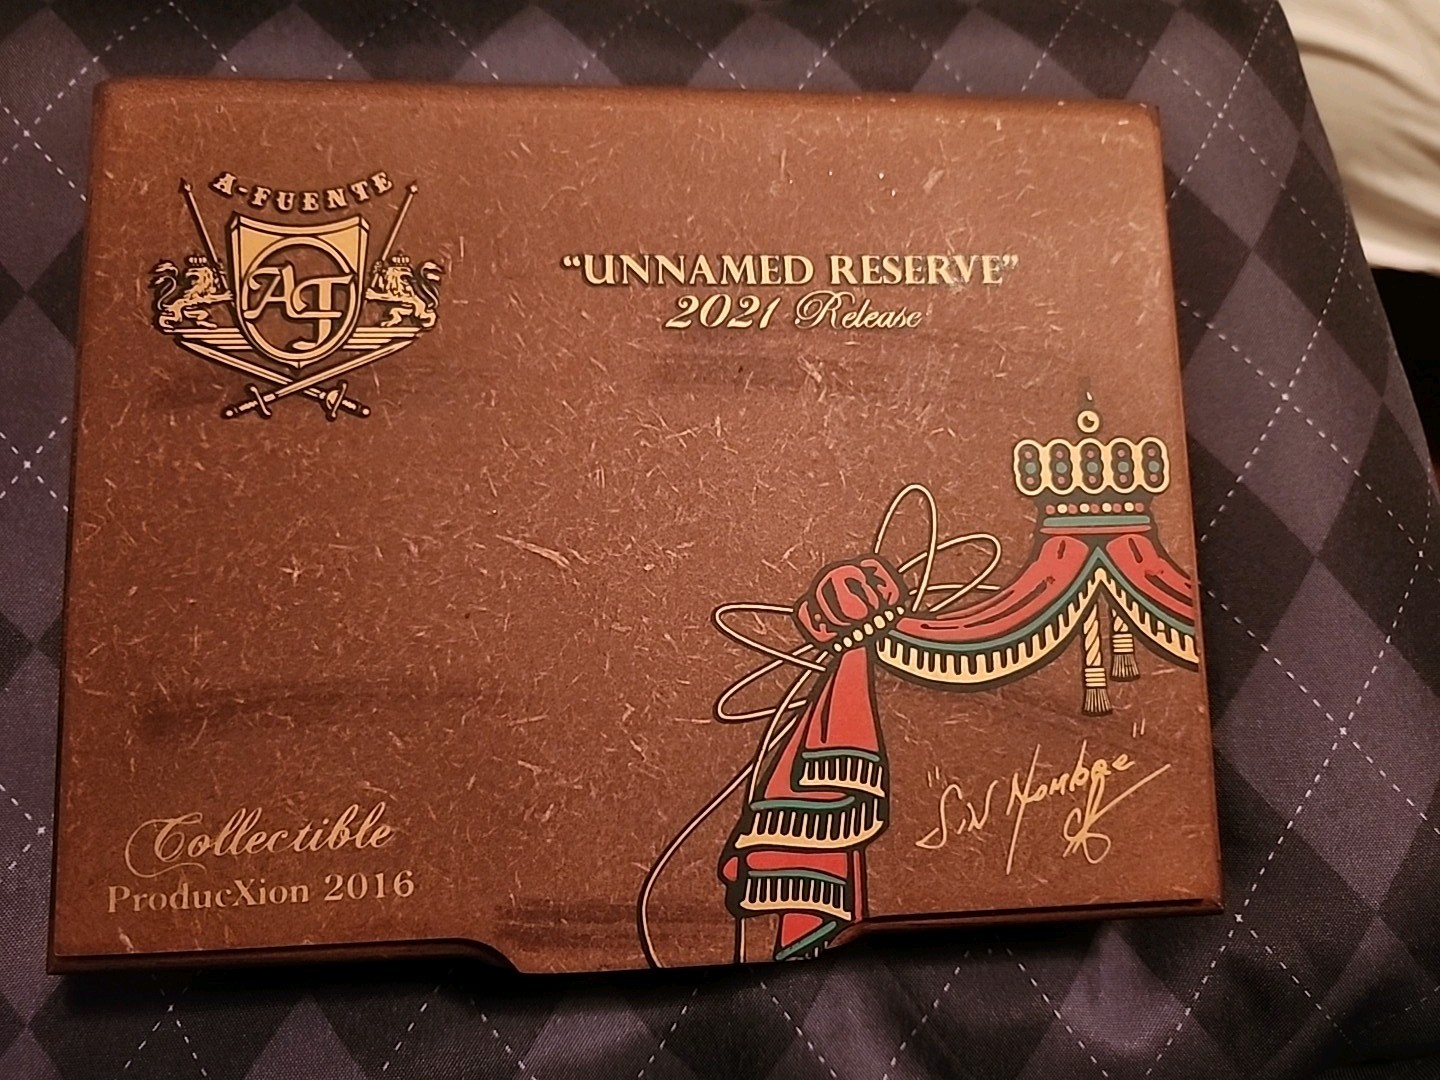 A-FUENTE
AF
"UNNAMED RESERVE"
2021 Release
"Sin Nombre"
Collectible
ProducXion 2016